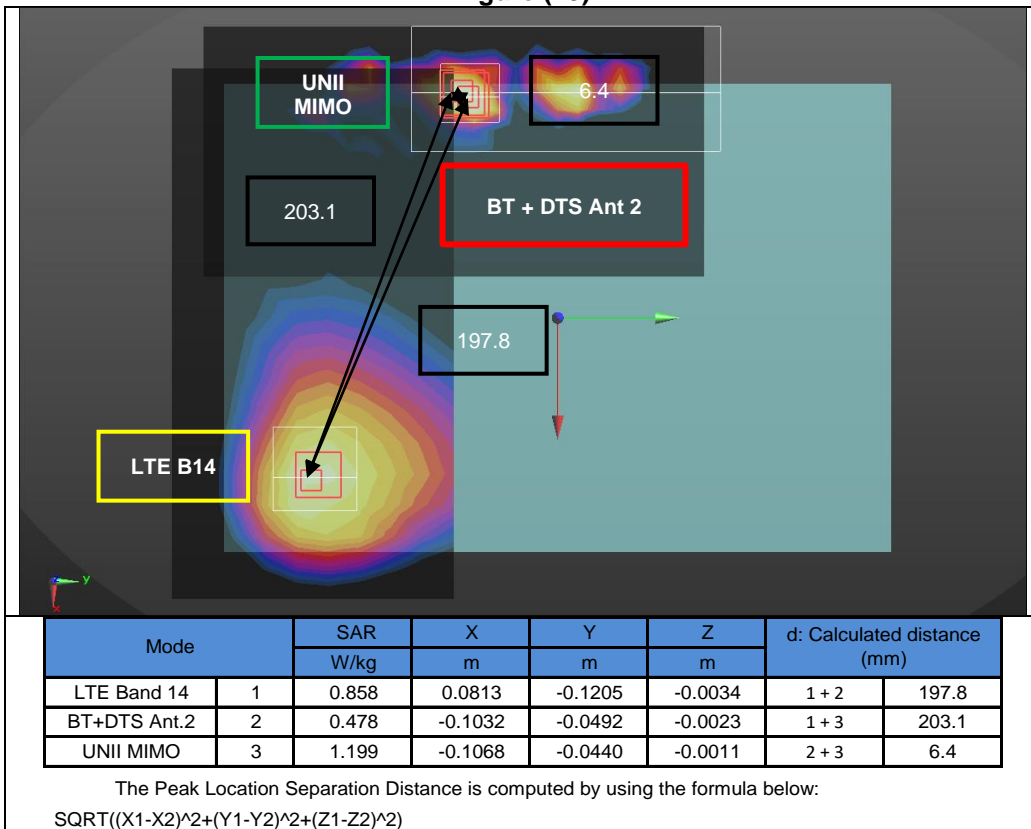 UNII
MIMO
6.4
203.1
BT + DTS Ant 2
197.8
LTE B14
y
x
Mode SAR X Y Z d: Calculated distance (mm)
W/kg m m m
LTE Band 14 1 0.858 0.0813 -0.1205 -0.0034 1 + 2 197.8
BT+DTS Ant.2 2 0.478 -0.1032 -0.0492 -0.0023 1 + 3 203.1
UNII MIMO 3 1.199 -0.1068 -0.0440 -0.0011 2 + 3 6.4
The Peak Location Separation Distance is computed by using the formula below:
SQRT((X1-X2)^2+(Y1-Y2)^2+(Z1-Z2)^2)